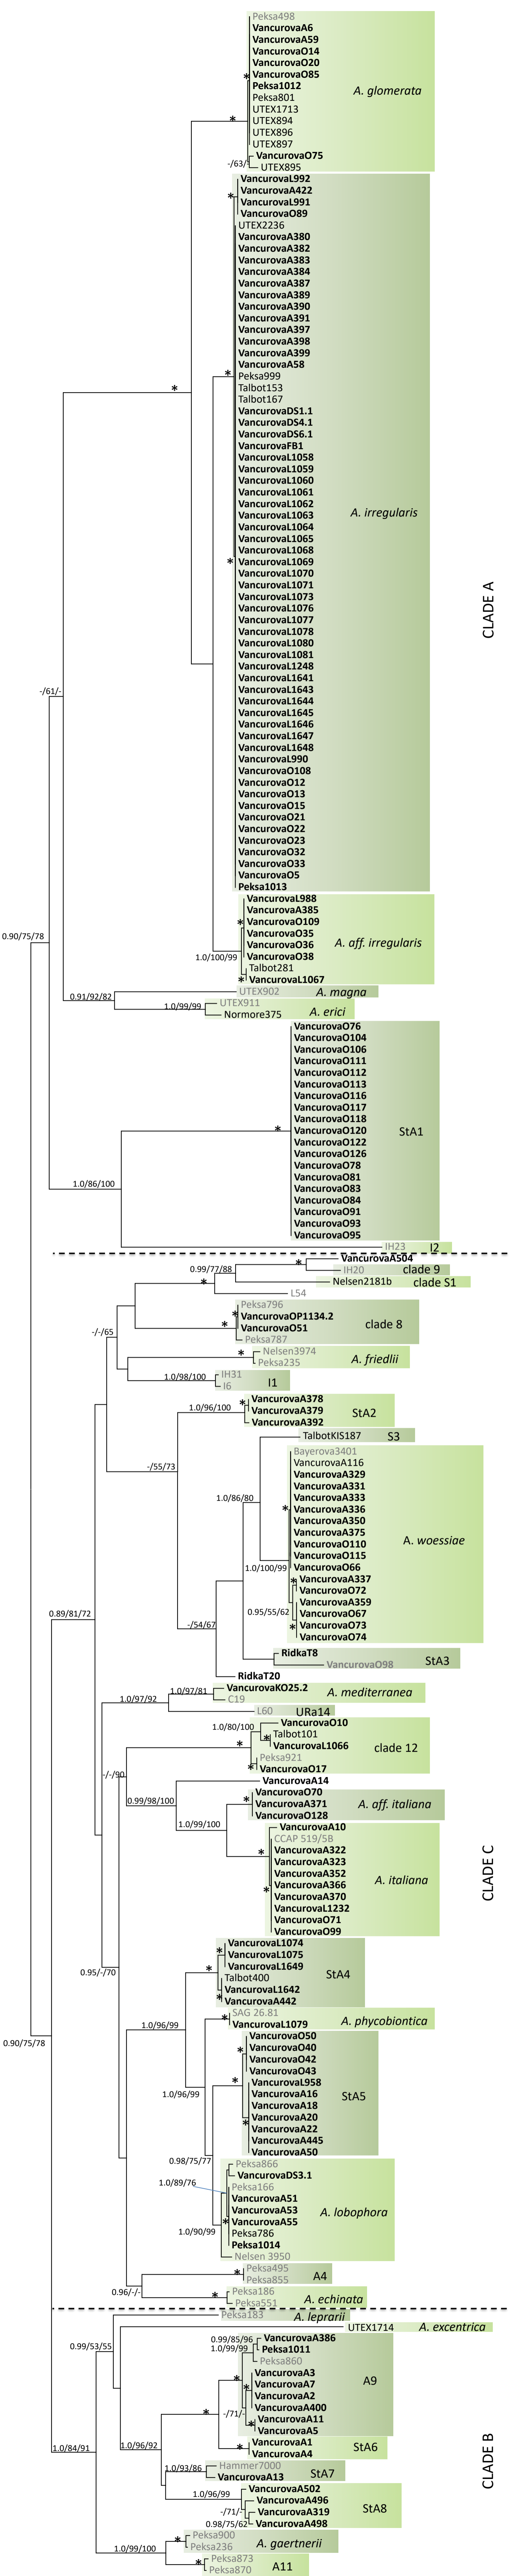 Peksa498
VancurovaA6
VancurovaA59
VancurovaO14
VancurovaO20
VancurovaO85
*
Peksa1012
A. glomerata
Peksa801
UTEX1713
*
UTEX894
UTEX896
UTEX897
VancurovaO75
-/63/-
UTEX895
VancurovaL992
VancurovaA422
*
VancurovaL991
VancurovaO89
UTEX2236
VancurovaA380
VancurovaA382
VancurovaA383
VancurovaA384
VancurovaA387
VancurovaA389
VancurovaA390
VancurovaA391
VancurovaA397
VancurovaA398
VancurovaA399
VancurovaA58
*
Peksa999
*
Talbot153
Talbot167
VancurovaDS1.1
VancurovaDS4.1
VancurovaDS6.1
VancurovaFB1
VancurovaL1058
VancurovaL1059
VancurovaL1060
VancurovaL1061
VancurovaL1062
A. irregularis
VancurovaL1063
VancurovaL1064
VancurovaL1065
VancurovaL1068
*
VancurovaL1069
VancurovaL1070
VancurovaL1071
VancurovaL1073
VancurovaL1076
CLADE A
VancurovaL1077
VancurovaL1078
VancurovaL1080
VancurovaL1081
VancurovaL1248
VancurovaL1641
-/61/-
VancurovaL1643
VancurovaL1644
VancurovaL1645
VancurovaL1646
VancurovaL1647
VancurovaL1648
VancurovaL990
VancurovaO108
VancurovaO12
VancurovaO13
VancurovaO15
VancurovaO21
VancurovaO22
VancurovaO23
VancurovaO32
VancurovaO33
VancurovaO5
Peksa1013
VancurovaL988
VancurovaA385
*
VancurovaO109
VancurovaO35
0.90/75/78
VancurovaO36
A. aff. irregularis
1.0/100/99
VancurovaO38
Talbot281
*
VancurovaL1067
UTEX902
A. magna
0.91/92/82
UTEX911
1.0/99/99
Normore375
A. erici
VancurovaO76
VancurovaO104
VancurovaO106
VancurovaO111
VancurovaO112
VancurovaO113
VancurovaO116
VancurovaO117
VancurovaO118
*
VancurovaO120
StA1
VancurovaO122
VancurovaO126
VancurovaO78
VancurovaO81
1.0/86/100
VancurovaO83
VancurovaO84
VancurovaO91
VancurovaO93
VancurovaO95
IH23
I2
VancurovaA504
*
0.99/77/88
IH20
clade 9
*
Nelsen2181b
clade S1
L54
Peksa796
*
VancurovaOP1134.2
*
VancurovaO51
clade 8
-/-/65
Peksa787
*
Nelsen3974
Peksa235
A. friedlii
1.0/98/100
IH31
I6
I1
VancurovaA378
*
1.0/96/100
VancurovaA379
StA2
VancurovaA392
TalbotKIS187
S3
Bayerova3401
VancurovaA116
-/55/73
VancurovaA329
VancurovaA331
1.0/86/80
VancurovaA333
*
VancurovaA336
VancurovaA350
VancurovaA375
VancurovaO110
A. woessiae
VancurovaO115
1.0/100/99
VancurovaO66
*
VancurovaA337
VancurovaO72
VancurovaA359
0.95/55/62
VancurovaO67
0.89/81/72
*
VancurovaO73
-/54/67
VancurovaO74
RidkaT8
VancurovaO98
StA3
RidkaT20
1.0/97/81
VancurovaKO25.2
A. mediterranea
1.0/97/92
C19
L60
URa14
1.0/80/100
VancurovaO10
*
Talbot101
*
VancurovaL1066
clade 12
Peksa921
*
VancurovaO17
-/-/90
VancurovaA14
0.99/98/100
VancurovaO70
*
VancurovaA371
A. aff. italiana
VancurovaO128
1.0/99/100
VancurovaA10
CCAP 519/5B
*
VancurovaA322
VancurovaA323
VancurovaA352
A. italiana
*
VancurovaA366
VancurovaA370
VancurovaL1232
VancurovaO71
VancurovaO99
CLADE C
VancurovaL1074
*
VancurovaL1075
VancurovaL1649
*
0.95/-/70
Talbot400
StA4
VancurovaL1642
*
VancurovaA442
SAG 26.81
*
VancurovaL1079
A. phycobiontica
1.0/96/99
VancurovaO50
0.90/75/78
VancurovaO40
*
VancurovaO42
VancurovaO43
*
VancurovaL958
1.0/96/99
VancurovaA16
StA5
VancurovaA18
VancurovaA20
*
VancurovaA22
VancurovaA445
VancurovaA50
0.98/75/77
Peksa866
VancurovaDS3.1
1.0/89/76
Peksa166
VancurovaA51
VancurovaA53
A. lobophora
*
VancurovaA55
1.0/90/99
Peksa786
Peksa1014
Nelsen 3950
*
Peksa495
Peksa855
A4
0.96/-/-
*
Peksa186
Peksa551
A. echinata
Peksa183
A. leprarii
UTEX1714
A. excentrica
0.99/53/55
0.99/85/96
VancurovaA386
1.0/99/99
Peksa1011
Peksa860
VancurovaA3
*
VancurovaA7
A9
*
VancurovaA2
VancurovaA400
-/71/-
*
VancurovaA11
*
VancurovaA5
VancurovaA1
*
VancurovaA4
StA6
1.0/84/91
1.0/96/92
Hammer7000
1.0/93/86
VancurovaA13
StA7
VancurovaA502
1.0/96/99
VancurovaA496
-/71/-
VancurovaA319
StA8
0.98/75/62
VancurovaA498
CLADE B
Peksa900
*
Peksa236
A. gaertnerii
1.0/99/100
Peksa873
*
Peksa870
A11